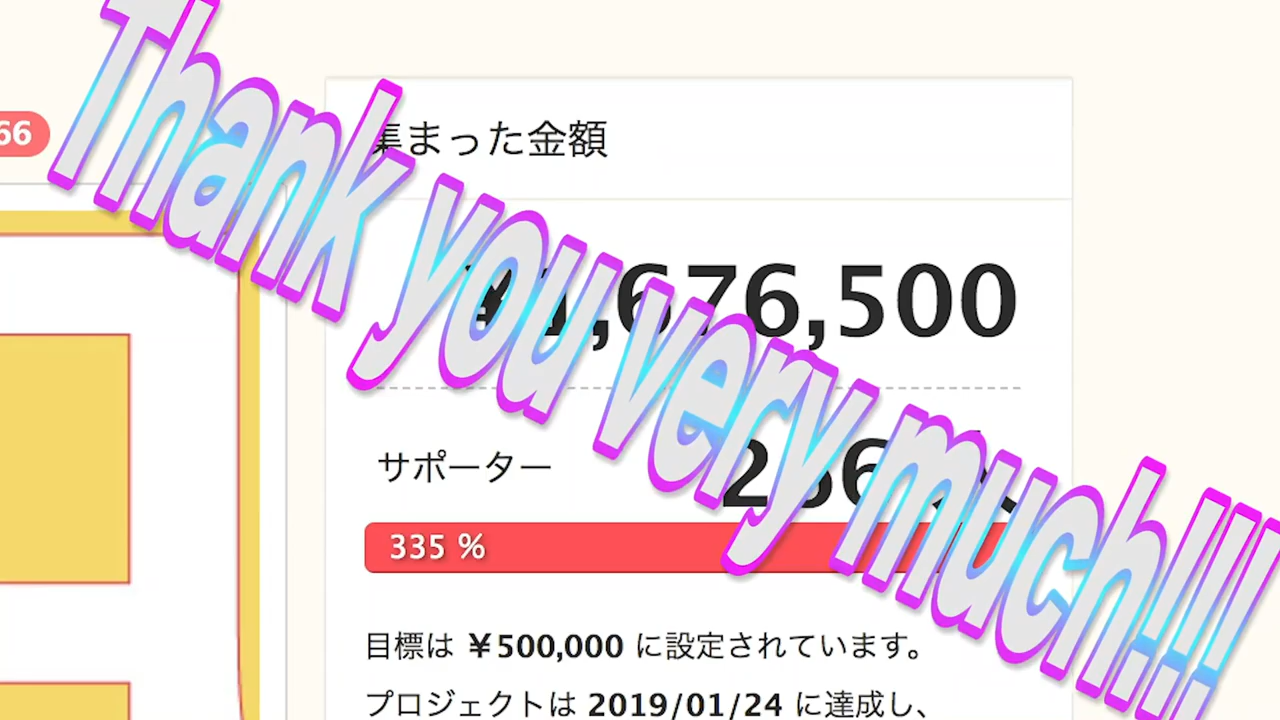 Thank you very much!!!
66
集まった金額
¥1,676,500
サポーター
335 %
目標は ¥500,000 に設定されています。
プロジェクトは 2019/01/24 に達成し、